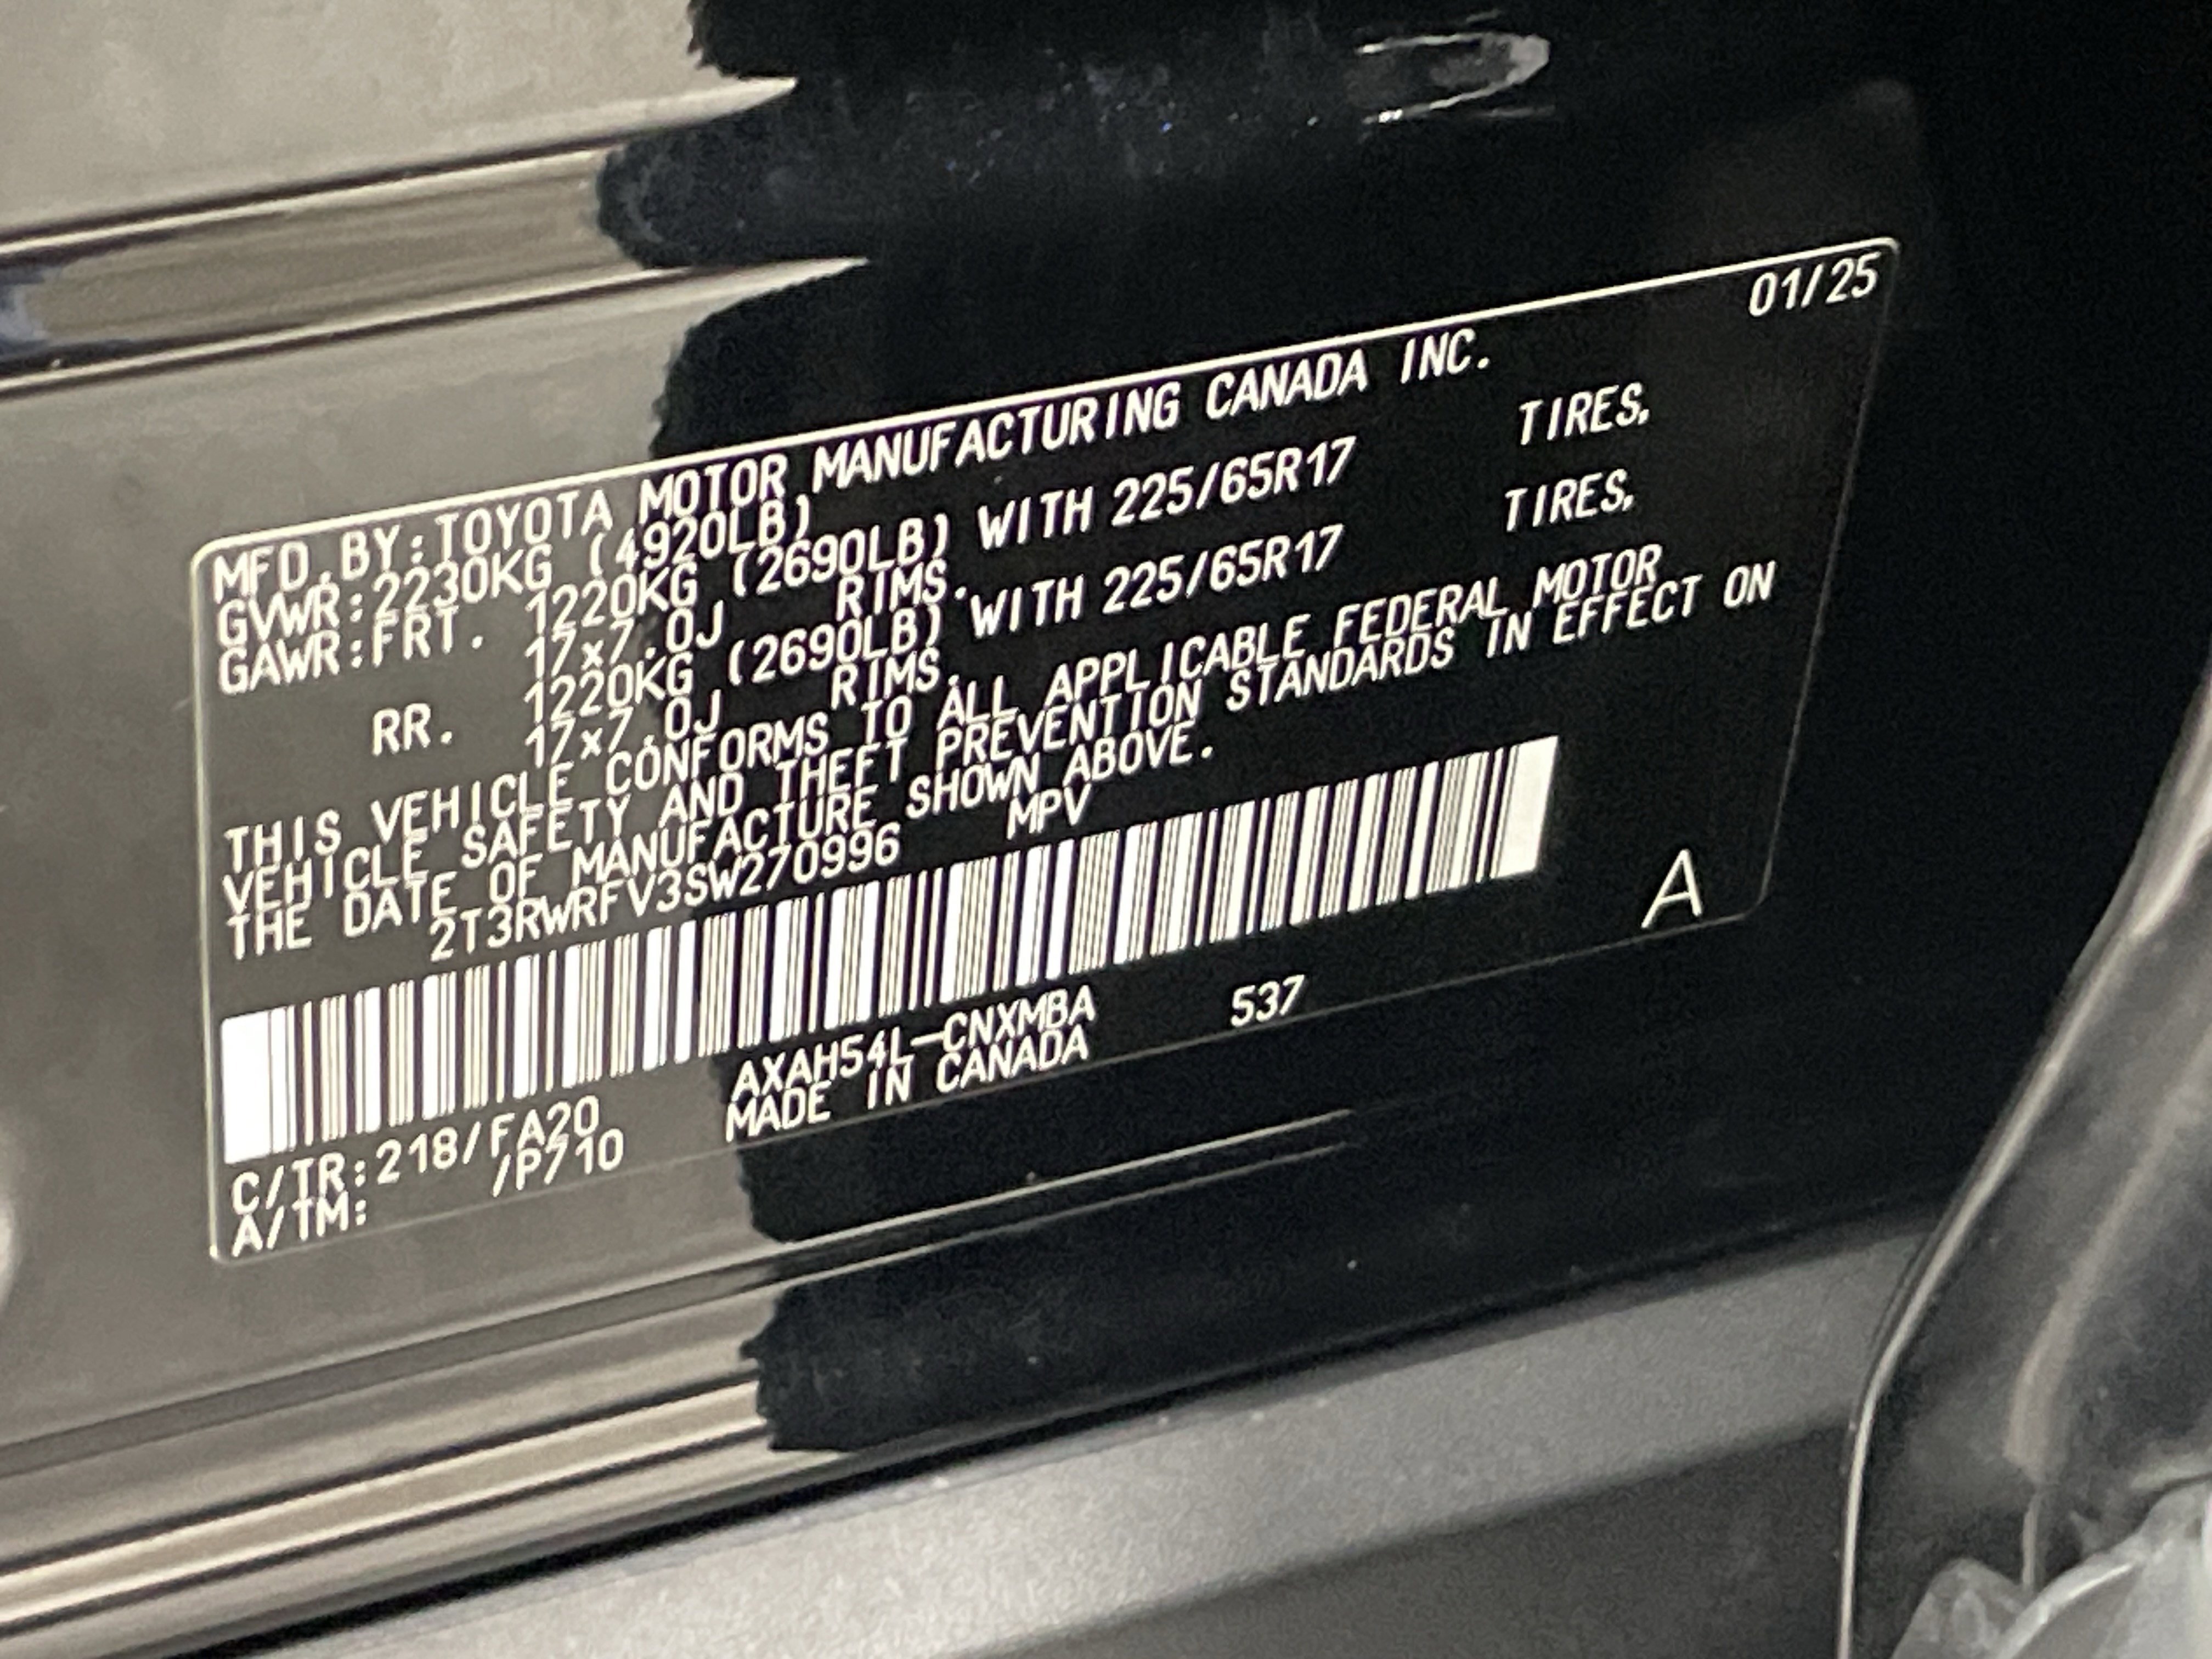 01/25
MFD.BY:TOYOTA MOTOR MANUFACTURING CANADA INC.
GVWR:2230KG (4920LB)
GAWR:FRT. 1220KG (2690LB) WITH 225/65R17 TIRES,
17x7.0J RIMS.
RR. 1220KG (2690LB) WITH 225/65R17 TIRES,
17x7.0J RIMS.
THIS VEHICLE CONFORMS TO ALL APPLICABLE FEDERAL MOTOR
VEHICLE SAFETY AND THEFT PREVENTION STANDARDS IN EFFECT ON
THE DATE OF MANUFACTURE SHOWN ABOVE.
2T3RWRFV3SW270996 MPV
A
C/TR:218/FA20 AXAH54L-CNXMBA 537
A/TM: /P710 MADE IN CANADA